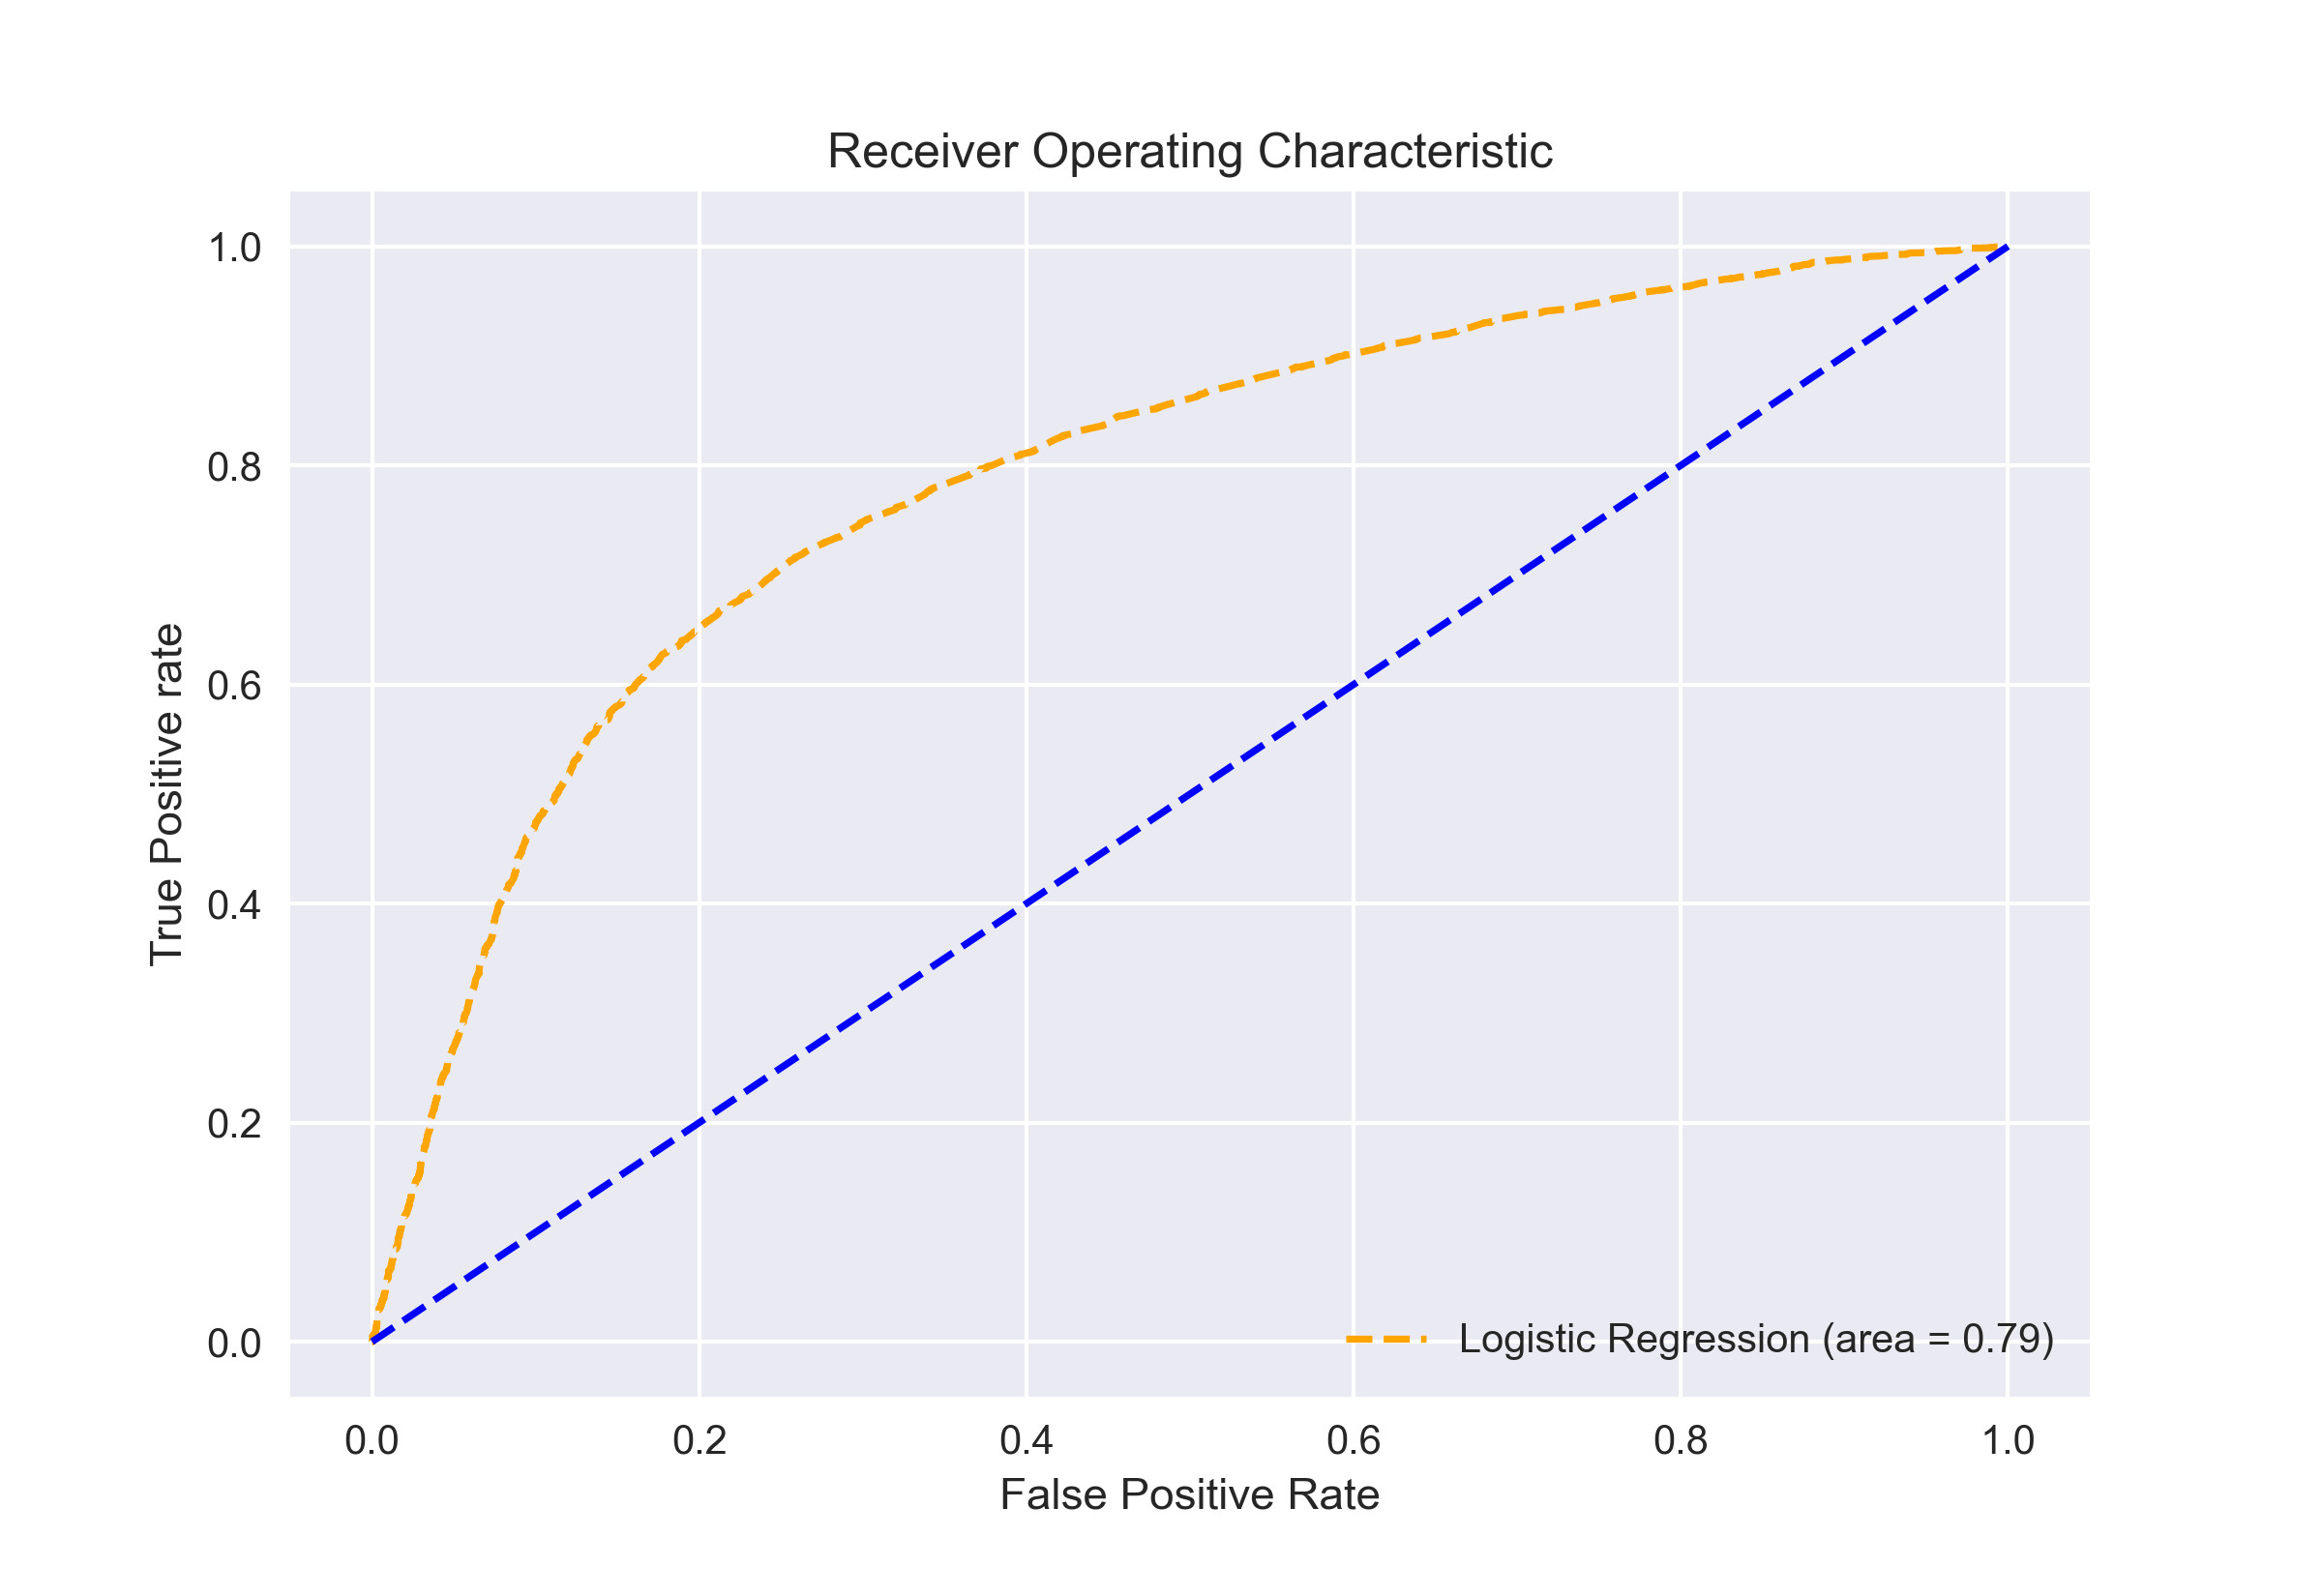 Receiver Operating Characteristic
1.0
0.8
0.6
0.4
0.2
0.0
True Positive rate
Logistic Regression (area = 0.79)
0.0 0.2 0.4 0.6 0.8 1.0
False Positive Rate